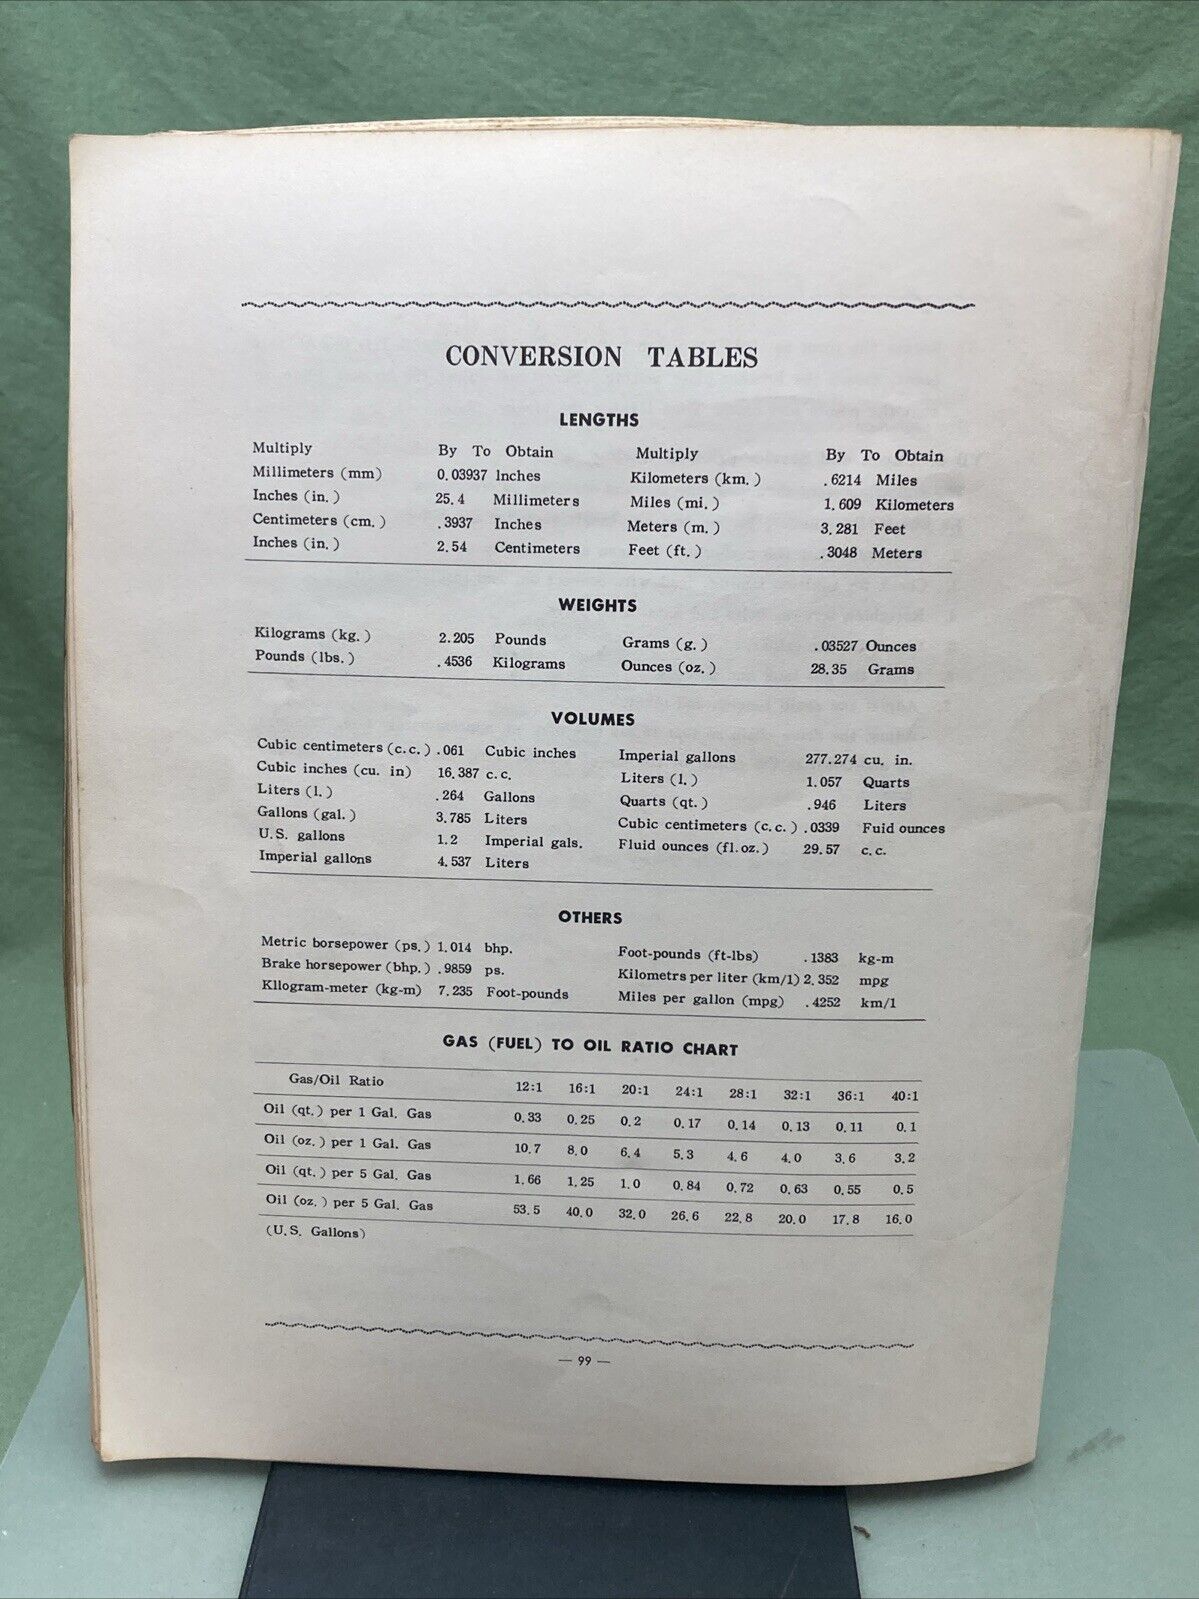 CONVERSION TABLES
LENGTHS
Multiply By To Obtain Multiply By To Obtain
Millimeters (mm) 0.03937 Inches Kilometers (km.) .6214 Miles
Inches (in.) 25.4 Millimeters Miles (mi.) 1.609 Kilometers
Centimeters (cm.) .3937 Inches Meters (m.) 3.281 Feet
Inches (in.) 2.54 Centimeters Feet (ft.) .3048 Meters
WEIGHTS
Kilograms (kg.) 2.205 Pounds Grams (g.) .03527 Ounces
Pounds (lbs.) .4536 Kilograms Ounces (oz.) 28.35 Grams
VOLUMES
Cubic centimeters (c.c.) .061 Cubic inches Imperial gallons 277.274 cu. in.
Cubic inches (cu. in) 16.387 c.c. Liters (l.) 1.057 Quarts
Liters (l.) .264 Gallons Quarts (qt.) .946 Liters
Gallons (gal.) 3.785 Liters Cubic centimeters (c.c.) .0339 Fuid ounces
U.S. gallons 1.2 Imperial gals. Fluid ounces (fl.oz.) 29.57 c.c.
Imperial gallons 4.537 Liters
OTHERS
Metric borsepower (ps.) 1.014 bhp. Foot-pounds (ft-lbs) .1383 kg-m
Brake horsepower (bhp.) .9859 ps. Kilometrs per liter (km/l) 2.352 mpg
Kllogram-meter (kg-m) 7.235 Foot-pounds Miles per gallon (mpg) .4252 km/l
GAS (FUEL) TO OIL RATIO CHART
Gas/Oil Ratio 12:1 16:1 20:1 24:1 28:1 32:1 36:1 40:1
Oil (qt.) per 1 Gal. Gas 0.33 0.25 0.2 0.17 0.14 0.13 0.11 0.1
Oil (oz.) per 1 Gal. Gas 10.7 8.0 6.4 5.3 4.6 4.0 3.6 3.2
Oil (qt.) per 5 Gal. Gas 1.66 1.25 1.0 0.84 0.72 0.63 0.55 0.5
Oil (oz.) per 5 Gal. Gas 53.5 40.0 32.0 26.6 22.8 20.0 17.8 16.0
(U.S. Gallons)
— 99 —